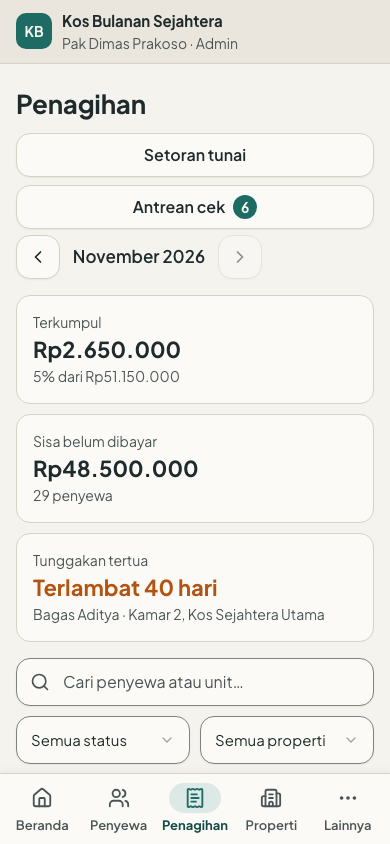 KB
Kos Bulanan Sejahtera
Pak Dimas Prakoso · Admin
Penagihan
Setoran tunai
Antrean cek 6
November 2026
Terkumpul
Rp2.650.000
5% dari Rp51.150.000
Sisa belum dibayar
Rp48.500.000
29 penyewa
Tunggakan tertua
Terlambat 40 hari
Bagas Aditya · Kamar 2, Kos Sejahtera Utama
Cari penyewa atau unit…
Semua status
Semua properti
Beranda
Penyewa
Penagihan
Properti
Lainnya